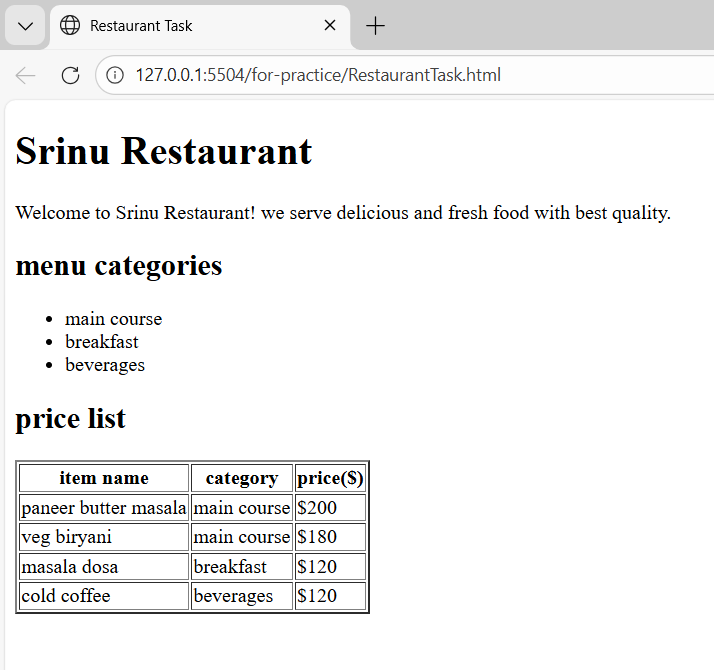 Restaurant Task
127.0.0.1:5504/for-practice/RestaurantTask.html
Srinu Restaurant
Welcome to Srinu Restaurant! we serve delicious and fresh food with best quality.
menu categories
main course
breakfast
beverages
price list
item name category price($)
paneer butter masala main course $200
veg biryani main course $180
masala dosa breakfast $120
cold coffee beverages $120